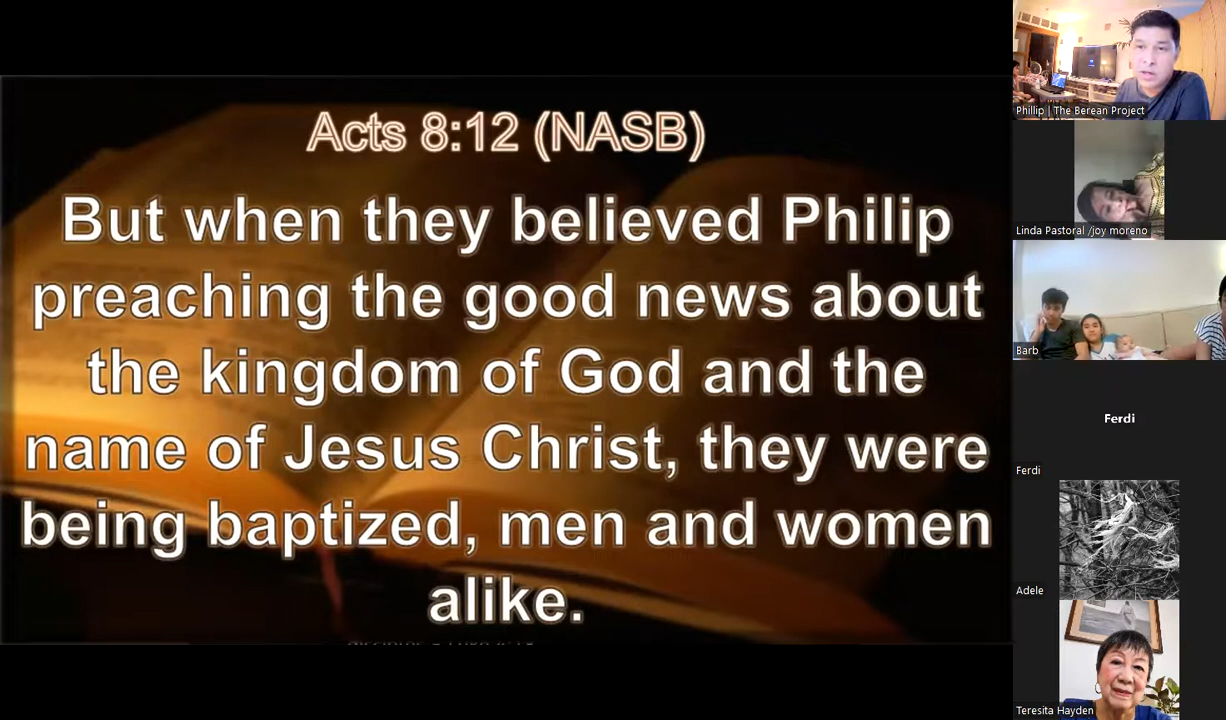 Acts 8:12 (NASB)
But when they believed Philip
preaching the good news about
the kingdom of God and the
name of Jesus Christ, they were
being baptized, men and women
alike.
Phillip | The Berean Project
Linda Pastoral /joy moreno
Barb
Ferdi
Ferdi
Adele
Teresita Hayden